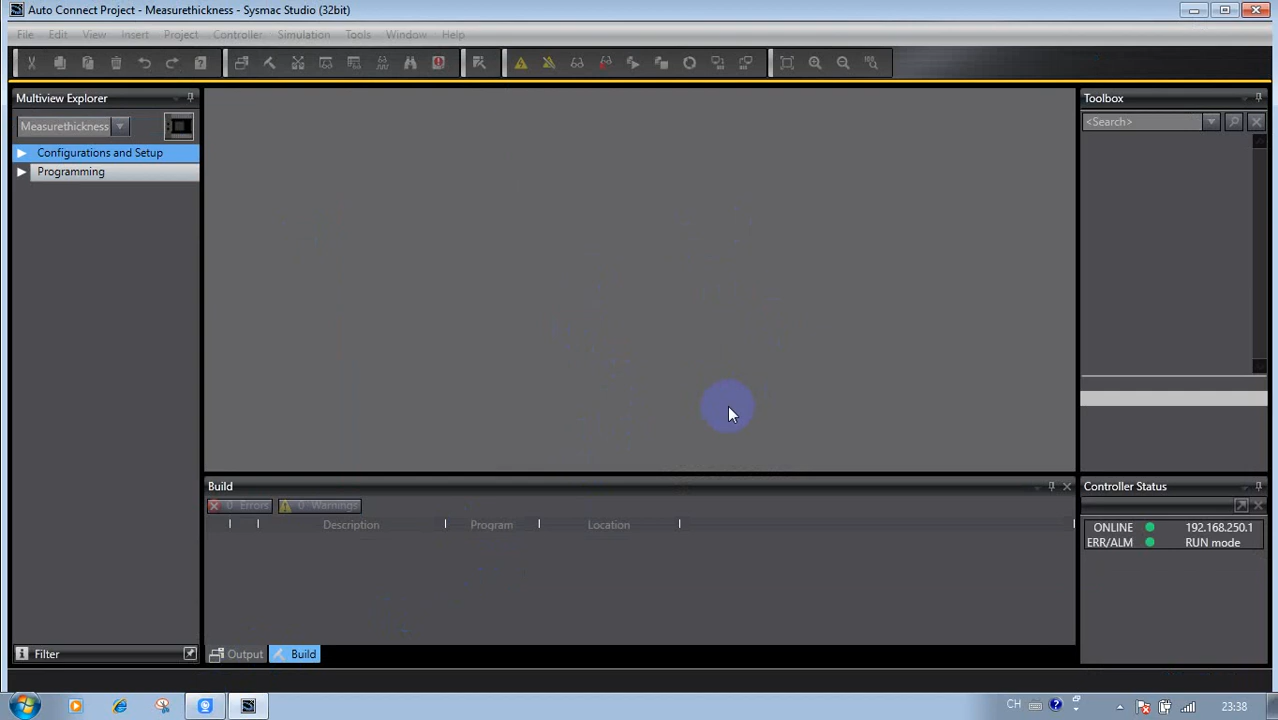 Auto Connect Project - Measurethickness - Sysmac Studio (32bit)
File Edit View Insert Project Controller Simulation Tools Window Help
Multiview Explorer
Measurethickness
Configurations and Setup
Programming
Filter
Build
0 Errors 0 Warnings
Description Program Location
Output Build
Toolbox
<Search>
Controller Status
ONLINE 192.168.250.1
ERR/ALM RUN mode
CH 23:38